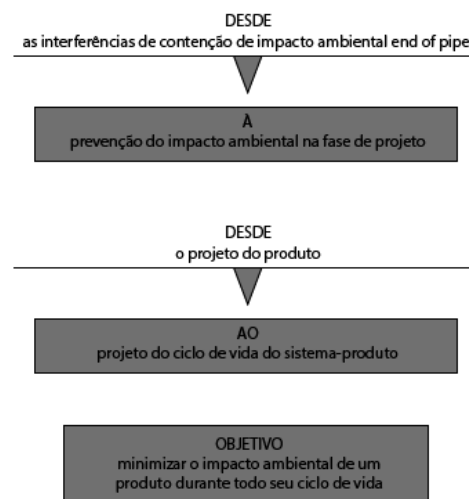 DESDE
as interferências de contenção de impacto ambiental end of pipe
À
prevenção do impacto ambiental na fase de projeto
DESDE
o projeto do produto
AO
projeto do ciclo de vida do sistema-produto
OBJETIVO
minimizar o impacto ambiental de um
produto durante todo seu ciclo de vida